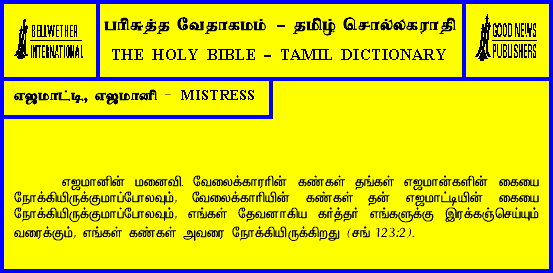 BELLWETHER
INTERNATIONAL
பரிசுத்த வேதாகமம் – தமிழ் சொல்லகராதி
THE HOLY BIBLE – TAMIL DICTIONARY
GOOD NEWS
PUBLISHERS
எஜமாட்டி, எஜமானி – MISTRESS
எஜமானின் மனைவி. வேலைக்காரரின் கண்கள் தங்கள் எஜமான்களின் கையை
நோக்கியிருக்குமாப்போலவும், வேலைக்காரியின் கண்கள் தன் எஜமாட்டியின் கையை
நோக்கியிருக்குமாப்போலவும், எங்கள் தேவனாகிய கர்த்தர் எங்களுக்கு இரக்கஞ்செய்யும்
வரைக்கும், எங்கள் கண்கள் அவரை நோக்கியிருக்கிறது (சங் 123:2).